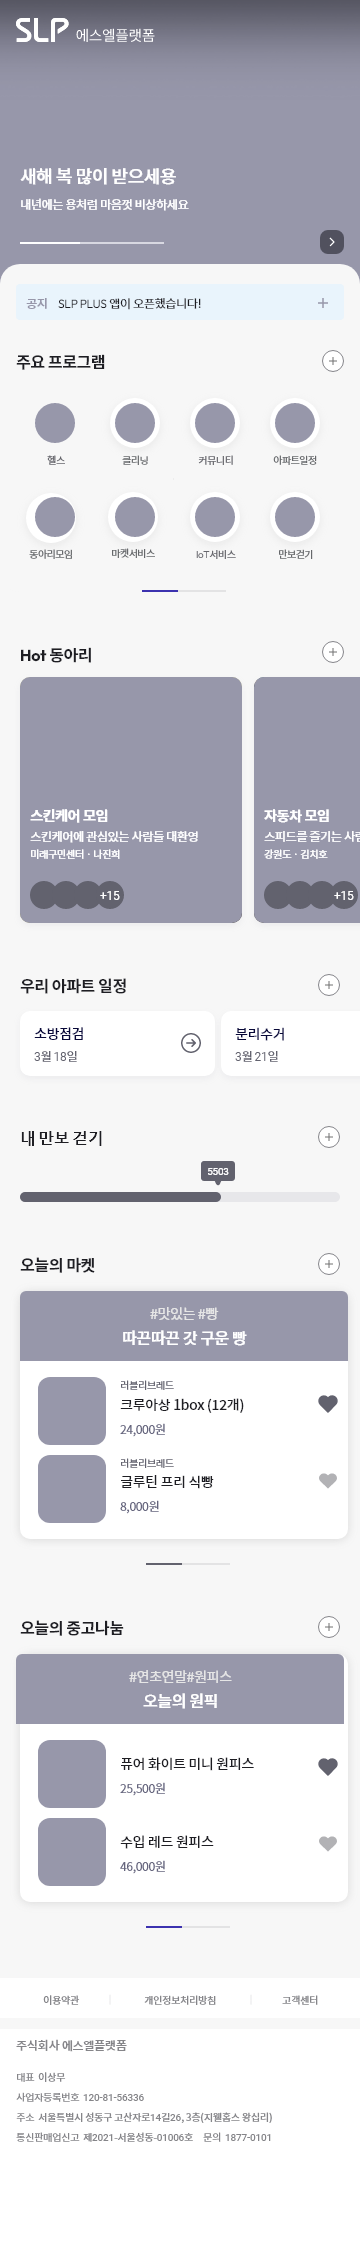 SLP 에스엘플랫폼
새해 복 많이 받으세용
내년에는 용처럼 마음껏 비상하세요
공지 SLP PLUS 앱이 오픈했습니다!
주요 프로그램
헬스 클리닝 커뮤니티 아파트일정
동아리모임 마켓서비스 IoT서비스 만보걷기
Hot 동아리
스킨케어 모임
스킨케어에 관심있는 사람들 대환영
미래구민센터 · 나진희
+15
자동차 모임
스피드를 즐기는 사람
강원도 · 김치호
+15
우리 아파트 일정
소방점검
3월 18일
분리수거
3월 21일
내 만보 걷기
5503
오늘의 마켓
#맛있는 #빵
따끈따끈 갓 구운 빵
러블리브레드
크루아상 1box (12개)
24,000원
러블리브레드
글루틴 프리 식빵
8,000원
오늘의 중고나눔
#연초연말#원피스
오늘의 원픽
퓨어 화이트 미니 원피스
25,500원
수입 레드 원피스
46,000원
이용약관 개인정보처리방침 고객센터
주식회사 에스엘플랫폼
대표 이상무
사업자등록번호 120-81-56336
주소 서울특별시 성동구 고산자로14길26, 3층(지웰홈스 왕십리)
통신판매업신고 제2021-서울성동-01006호 문의 1877-0101